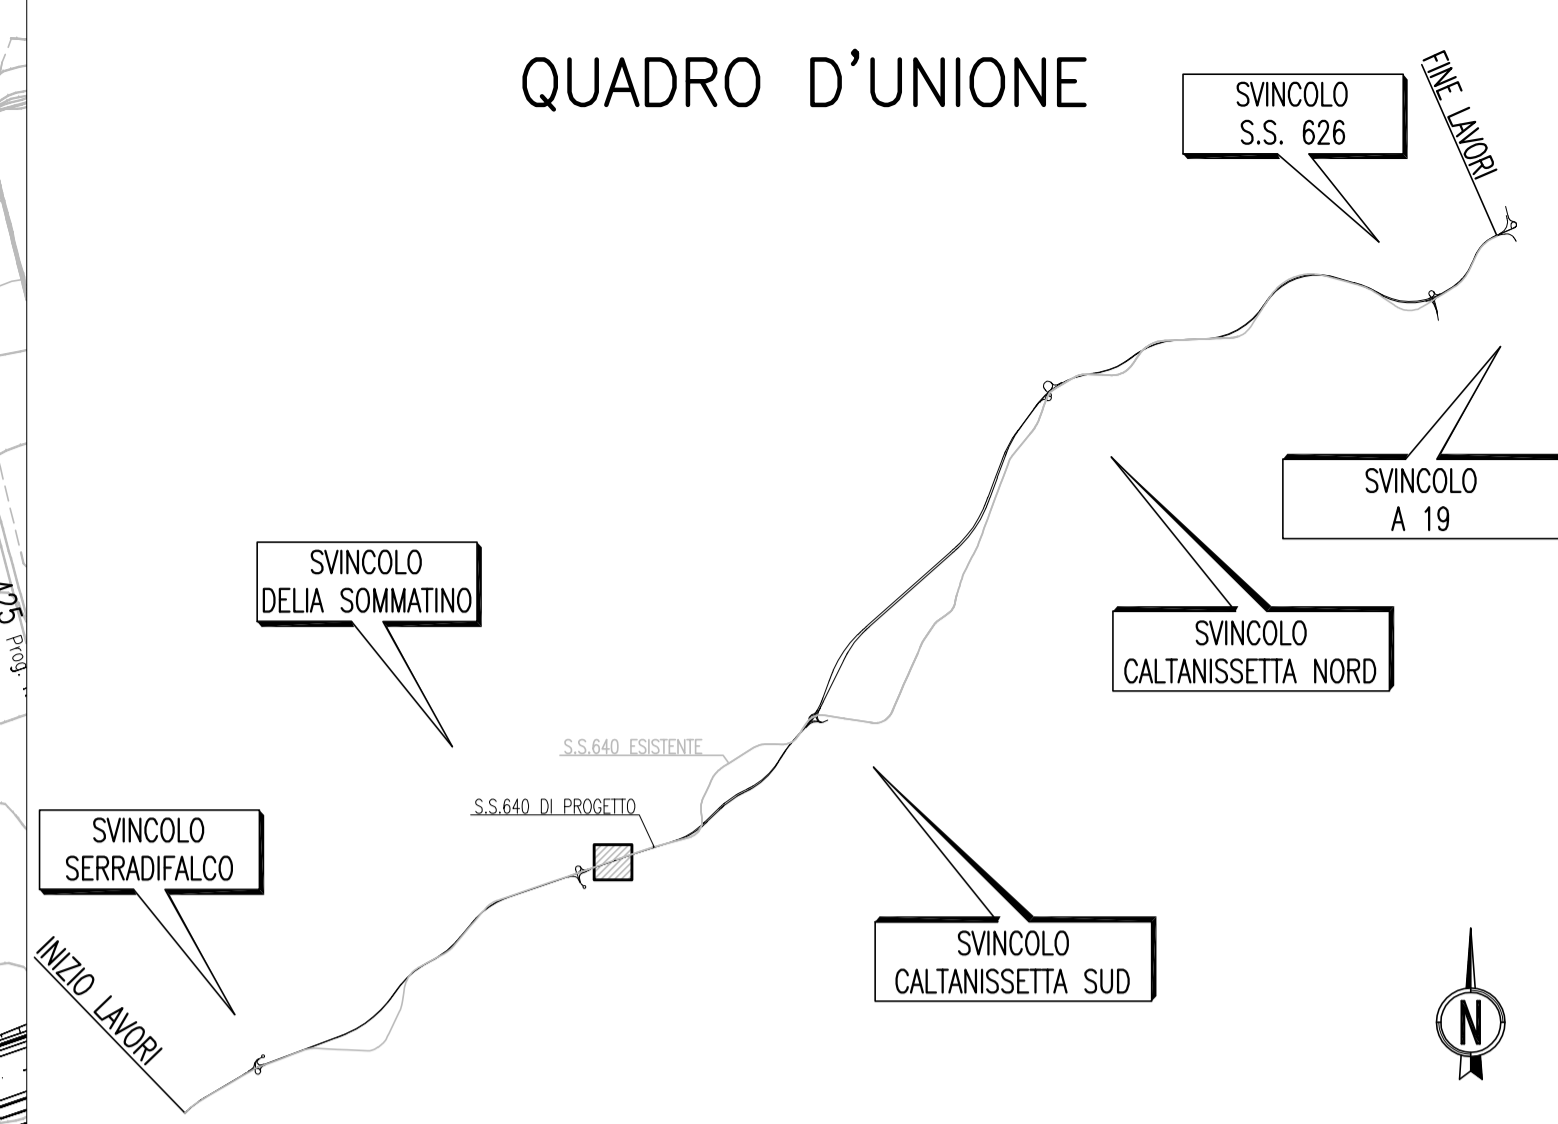 QUADRO D'UNIONE
SVINCOLO
S.S. 626
FINE LAVORI
SVINCOLO
A 19
SVINCOLO
DELIA SOMMATINO
SVINCOLO
CALTANISSETTA NORD
S.S.640 ESISTENTE
S.S.640 DI PROGETTO
SVINCOLO
SERRADIFALCO
SVINCOLO
CALTANISSETTA SUD
INIZIO LAVORI
N
Prog.